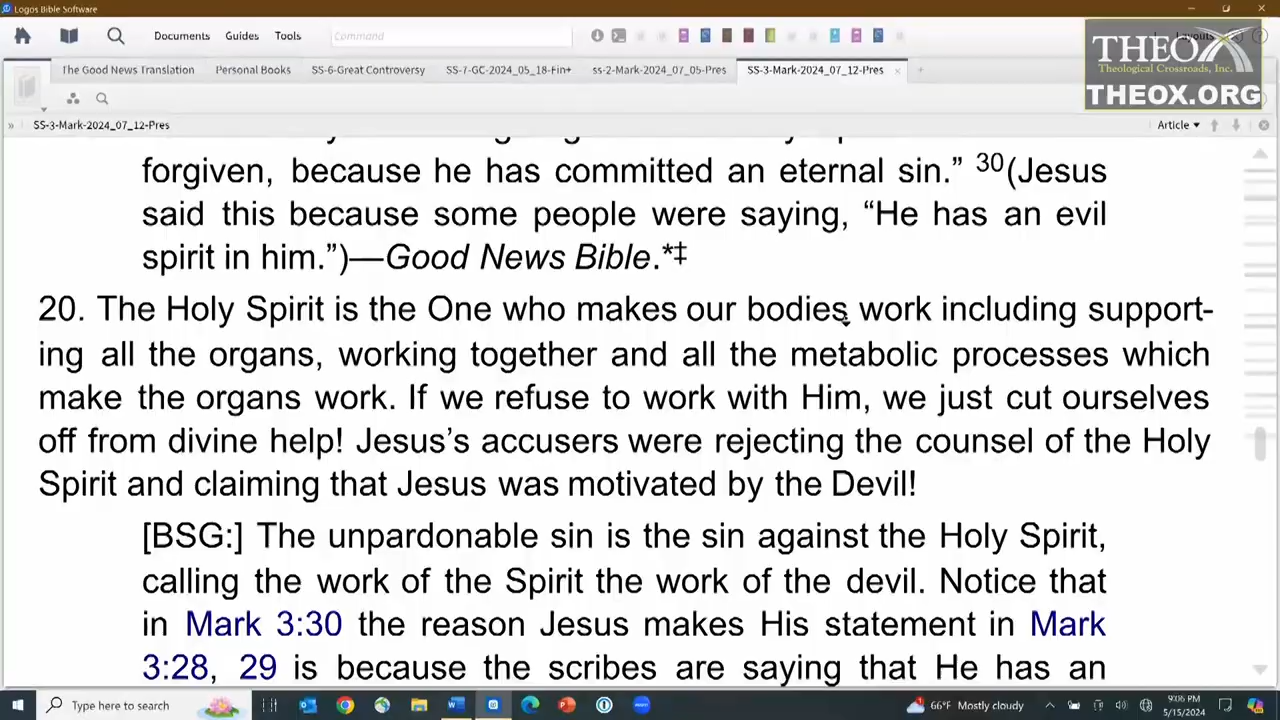 Logos Bible Software
Documents Guides Tools Command
THEOX
Theological Crossroads, Inc.
THEOX.ORG
The Good News Translation Personal Books SS-6-Great Contro 05_18-Fin+ ss-2-Mark-2024_07_05-Pres SS-3-Mark-2024_07_12-Pres
SS-3-Mark-2024_07_12-Pres Article
forgiven, because he has committed an eternal sin.” 30(Jesus
said this because some people were saying, “He has an evil
spirit in him.”)—Good News Bible.*‡
20. The Holy Spirit is the One who makes our bodies work including support-
ing all the organs, working together and all the metabolic processes which
make the organs work. If we refuse to work with Him, we just cut ourselves
off from divine help! Jesus’s accusers were rejecting the counsel of the Holy
Spirit and claiming that Jesus was motivated by the Devil!
[BSG:] The unpardonable sin is the sin against the Holy Spirit,
calling the work of the Spirit the work of the devil. Notice that
in Mark 3:30 the reason Jesus makes His statement in Mark
3:28, 29 is because the scribes are saying that He has an
Type here to search 66°F Mostly cloudy 9:06 PM
5/15/2024